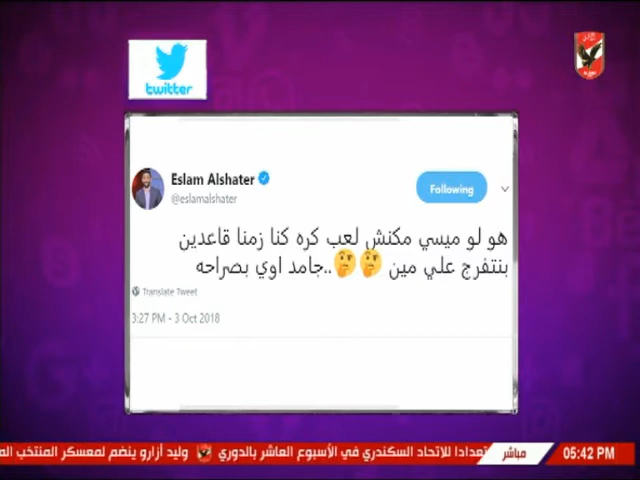 twitter
Eslam Alshater
@eslamalshater
Following
هو لو ميسي مكنش لعب كره كنا زمنا قاعدين
بنتفرج علي مين 🤔🤔..جامد اوي بصراحه
Translate Tweet
3:27 PM - 3 Oct 2018
تعدادا للاتحاد السكندري في الأسبوع العاشر بالدوري وليد أزارو ينضم لمعسكر المنتخب الم
مباشر
05:42 PM